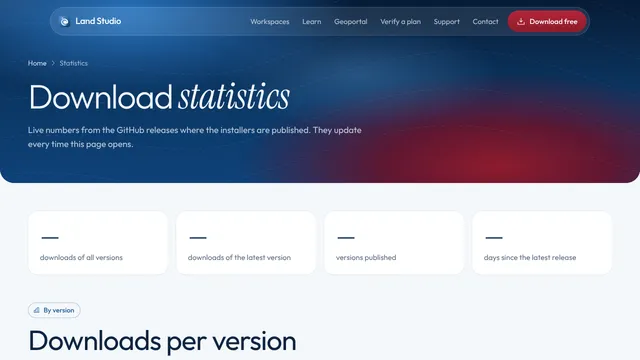 Land Studio
Workspaces
Learn
Geoportal
Verify a plan
Support
Contact
Download free
Home > Statistics
Download statistics
Live numbers from the GitHub releases where the installers are published. They update
every time this page opens.
—
downloads of all versions
—
downloads of the latest version
—
versions published
—
days since the latest release
By version
Downloads per version